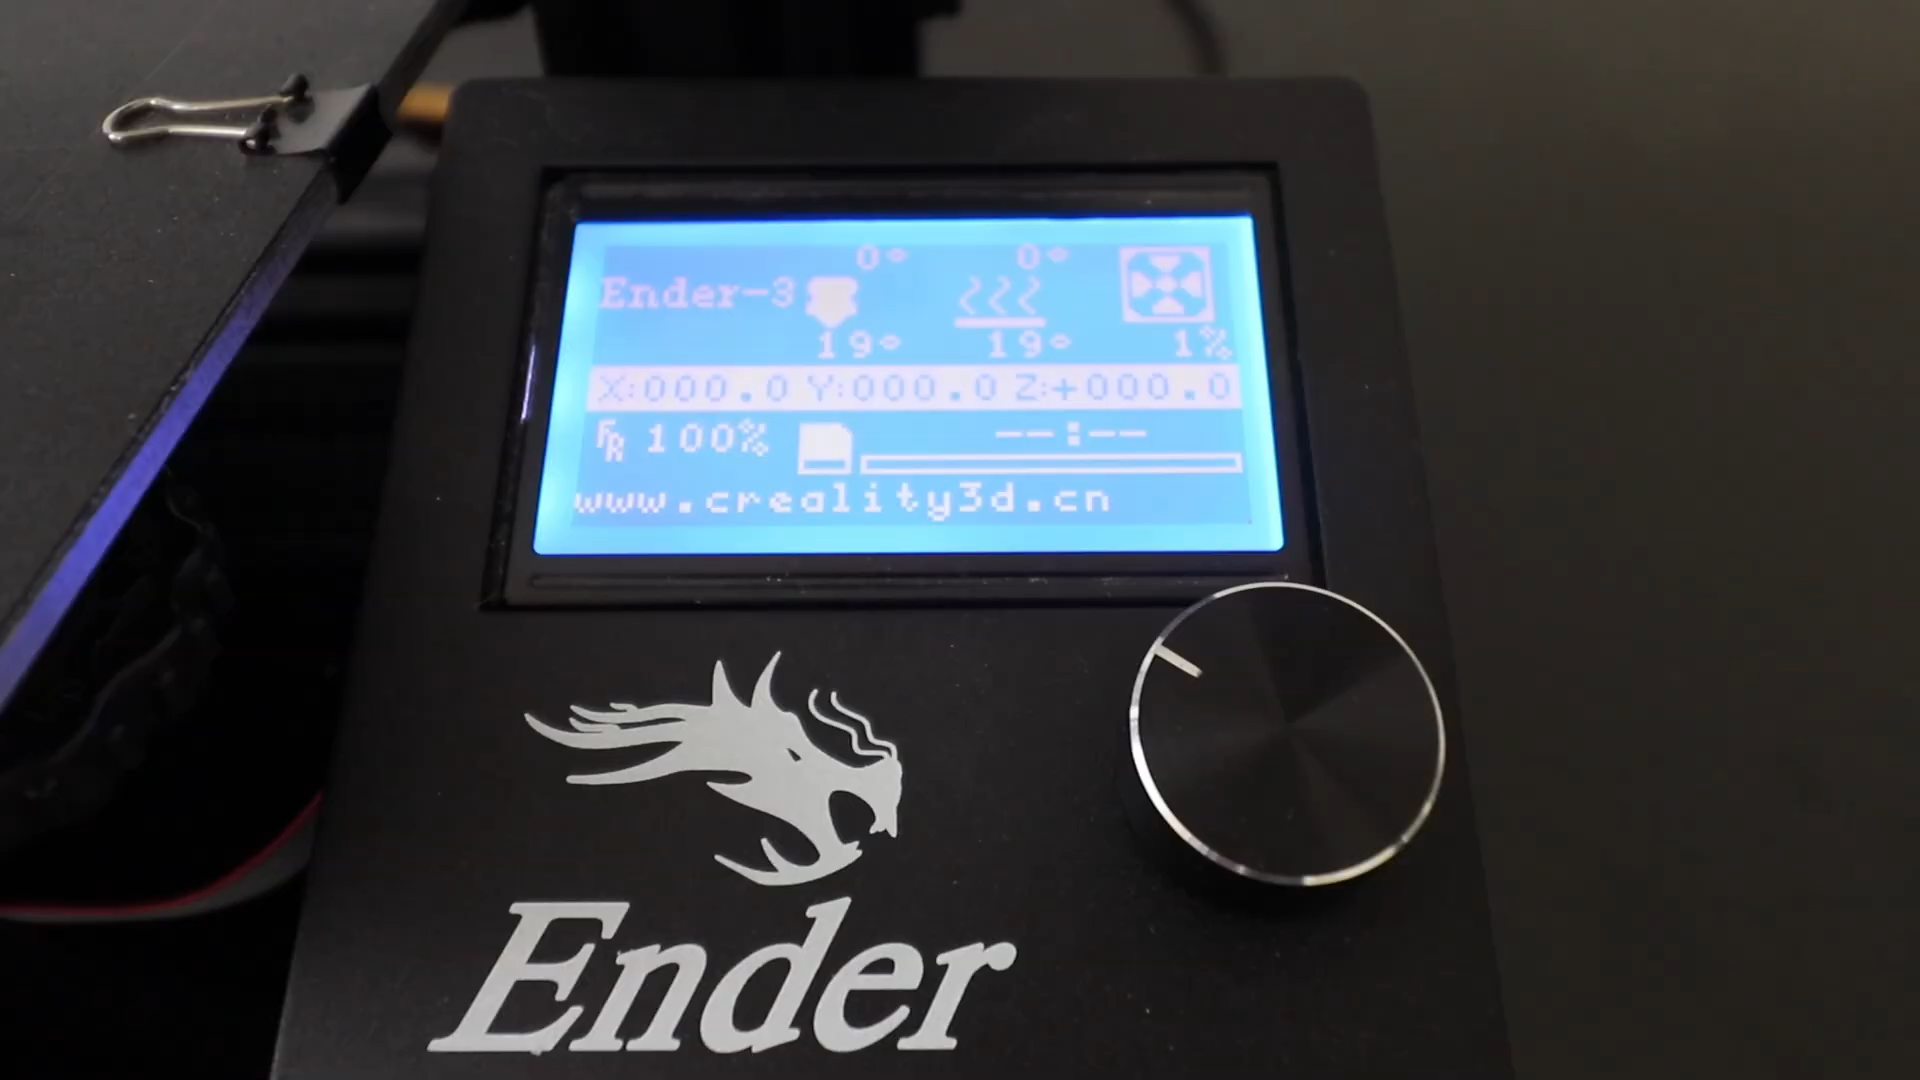 0° 0°
Ender-3
19° 19° 1%
X:000.0 Y:000.0 Z:+000.0
FR 100% --:--
www.creality3d.cn
Ender